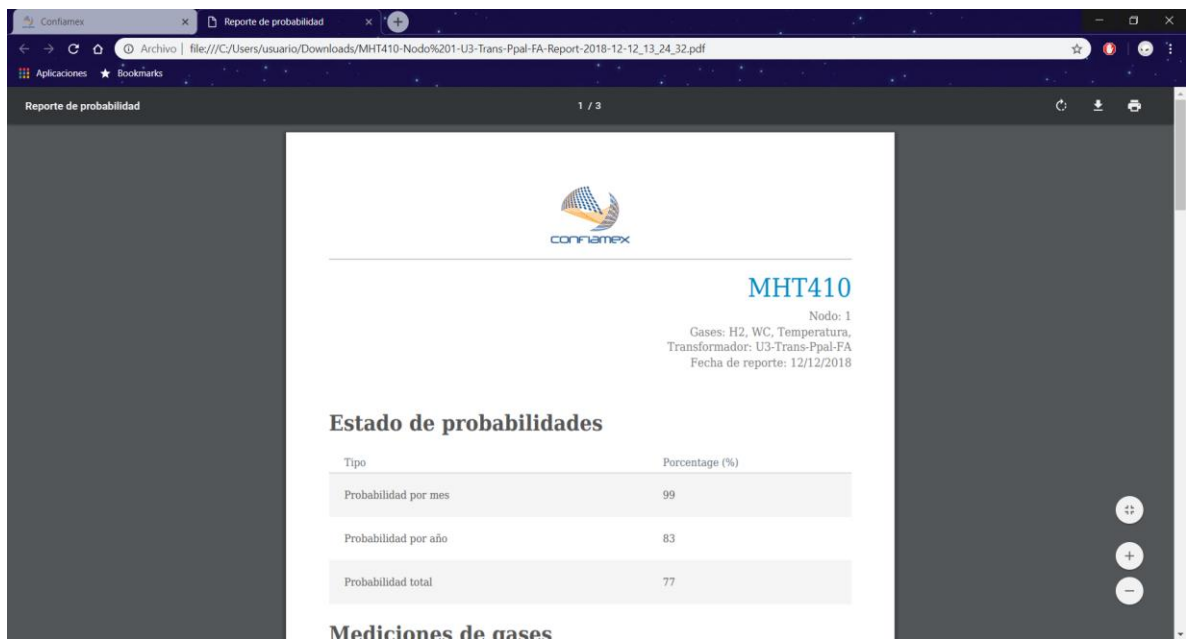 Confiamex
Reporte de probabilidad
Archivo | file:///C:/Users/usuario/Downloads/MHT410-Nodo%201-U3-Trans-Ppal-FA-Report-2018-12-12_13_24_32.pdf
Aplicaciones Bookmarks
Reporte de probabilidad 1 / 3
CONFIAMEX
MHT410
Nodo: 1
Gases: H2, WC, Temperatura,
Transformador: U3-Trans-Ppal-FA
Fecha de reporte: 12/12/2018
Estado de probabilidades
Tipo Porcentage (%)
Probabilidad por mes 99
Probabilidad por año 83
Probabilidad total 77
Mediciones de gases